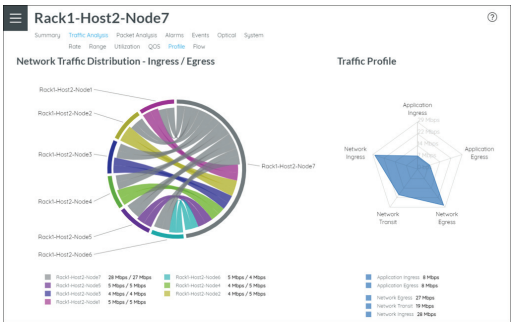 Rack1-Host2-Node7
Summary Traffic Analysis Packet Analysis Alarms Events Optical System
Rate Range Utilization QOS Profile Flow
Network Traffic Distribution - Ingress / Egress
Traffic Profile
Rack1-Host2-Node1
Rack1-Host2-Node2
Rack1-Host2-Node3
Rack1-Host2-Node4
Rack1-Host2-Node5
Rack1-Host2-Node6
Rack1-Host2-Node7
Application
Ingress
Application
Egress
Network
Egress
Network
Transit
Network
Ingress
Rack1-Host2-Node7 28 Mbps / 27 Mbps
Rack1-Host2-Node5 5 Mbps / 5 Mbps
Rack1-Host2-Node3 4 Mbps / 4 Mbps
Rack1-Host2-Node1 5 Mbps / 5 Mbps
Rack1-Host2-Node6 5 Mbps / 4 Mbps
Rack1-Host2-Node4 5 Mbps / 4 Mbps
Rack1-Host2-Node2 4 Mbps / 4 Mbps
Application Ingress 8 Mbps
Application Egress 8 Mbps
Network Egress 27 Mbps
Network Transit 19 Mbps
Network Ingress 28 Mbps